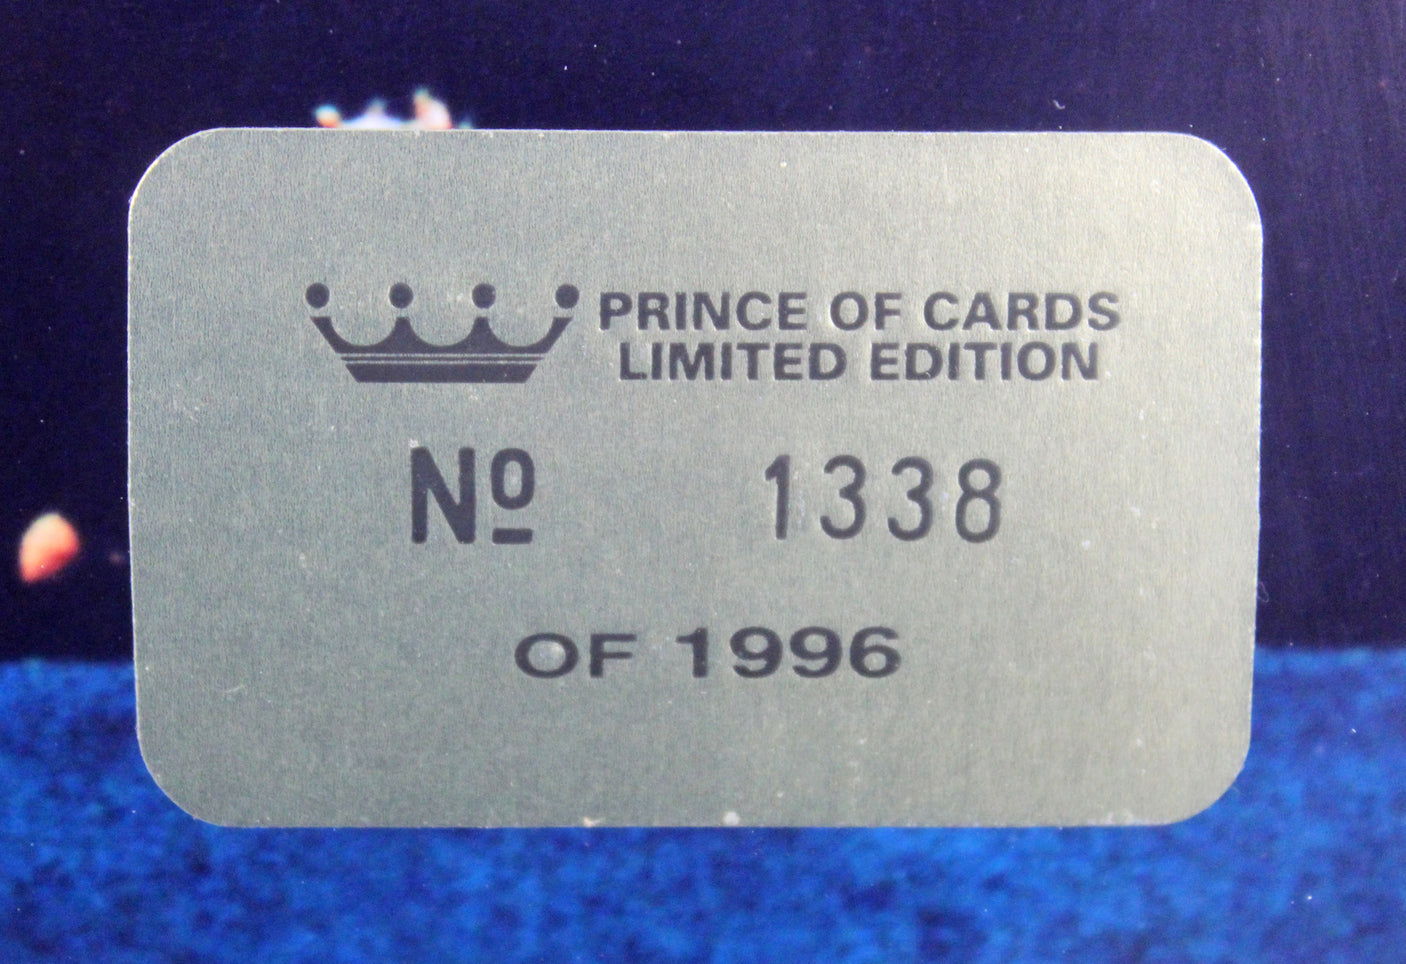 PRINCE OF CARDS
LIMITED EDITION
Nº 1338
OF 1996